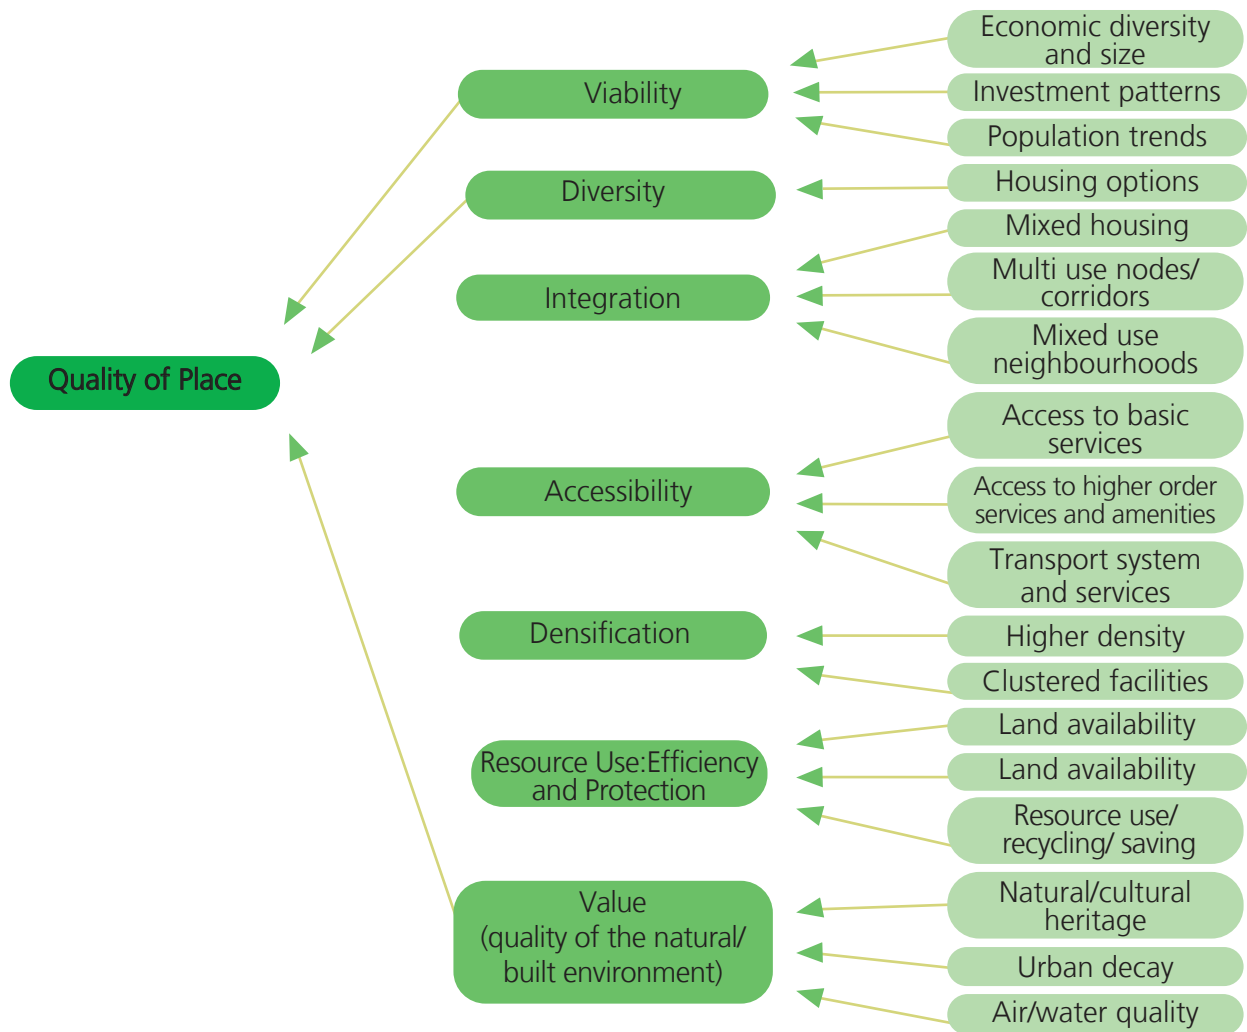 Quality of Place
Viability
Diversity
Integration
Accessibility
Densification
Resource Use:Efficiency
and Protection
Value
(quality of the natural/
built environment)
Economic diversity
and size
Investment patterns
Population trends
Housing options
Mixed housing
Multi use nodes/
corridors
Mixed use
neighbourhoods
Access to basic
services
Access to higher order
services and amenities
Transport system
and services
Higher density
Clustered facilities
Land availability
Land availability
Resource use/
recycling/ saving
Natural/cultural
heritage
Urban decay
Air/water quality